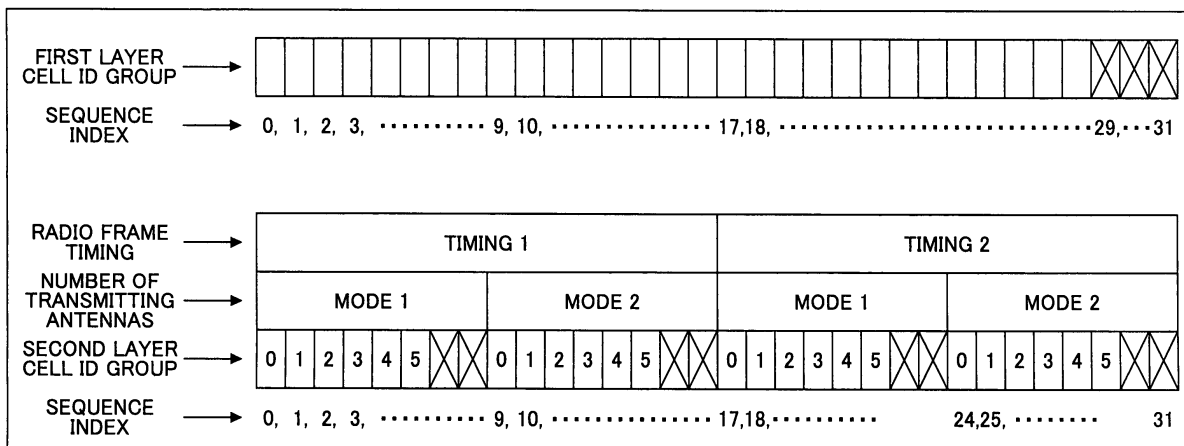 FIRST LAYER
CELL ID GROUP
SEQUENCE
INDEX
0, 1, 2, 3, ·········· 9, 10, ·············· 17,18, ··························· 29, ··· 31
RADIO FRAME
TIMING
TIMING 1 TIMING 2
NUMBER OF
TRANSMITTING
ANTENNAS
MODE 1 MODE 2 MODE 1 MODE 2
SECOND LAYER
CELL ID GROUP
0 1 2 3 4 5 0 1 2 3 4 5 0 1 2 3 4 5 0 1 2 3 4 5
SEQUENCE
INDEX
0, 1, 2, 3, ·········· 9, 10, ·············· 17,18, ········· 24,25, ········ 31